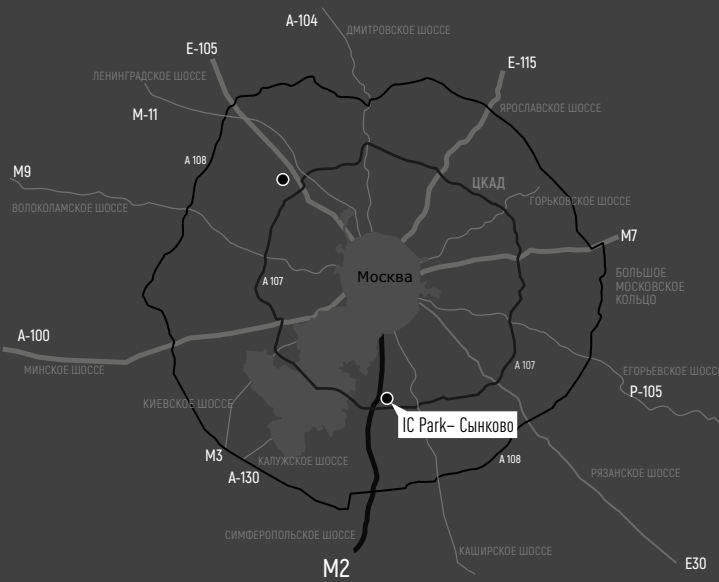 А-104
ДМИТРОВСКОЕ ШОССЕ
Е-105
Е-115
ЛЕНИНГРАДСКОЕ ШОССЕ
М-11
ЯРОСЛАВСКОЕ ШОССЕ
А 108
М9
ЦКАД
ГОРЬКОВСКОЕ ШОССЕ
ВОЛОКОЛАМСКОЕ ШОССЕ
М7
А 107
Москва
БОЛЬШОЕ
МОСКОВСКОЕ
КОЛЬЦО
А-100
МИНСКОЕ ШОССЕ
А 107
ЕГОРЬЕВСКОЕ ШОССЕ
Р-105
КИЕВСКОЕ ШОССЕ
IC Park– Сынково
М3
КАЛУЖСКОЕ ШОССЕ
А 108
А-130
РЯЗАНСКОЕ ШОССЕ
СИМФЕРОПОЛЬСКОЕ ШОССЕ
КАШИРСКОЕ ШОССЕ
М2
Е30